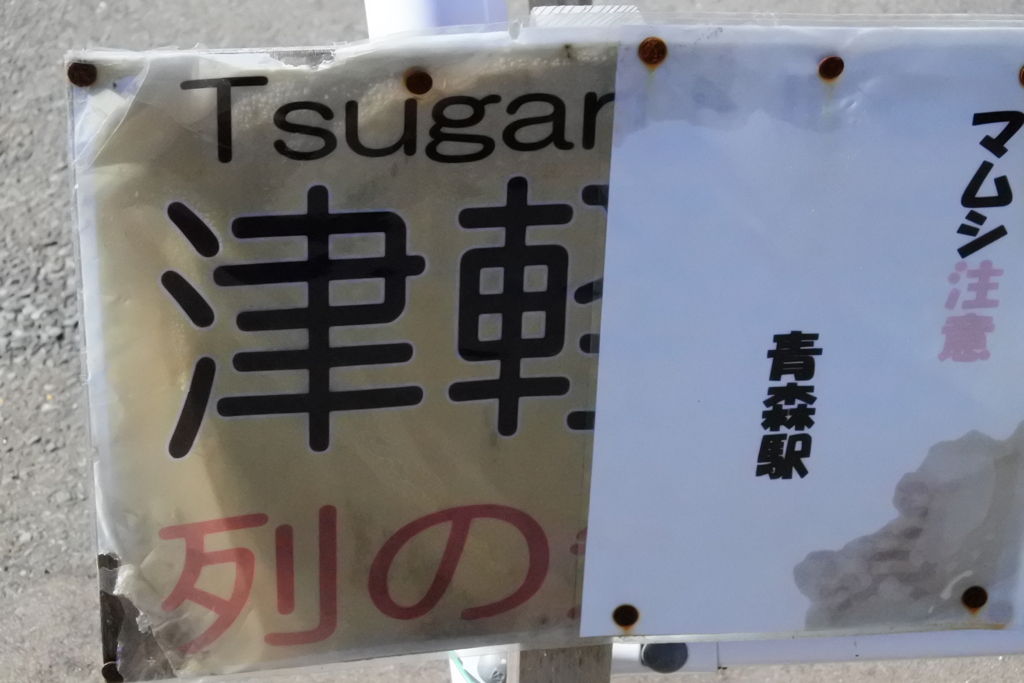 Tsugar
津軽
列の
マムシ注意
青森駅